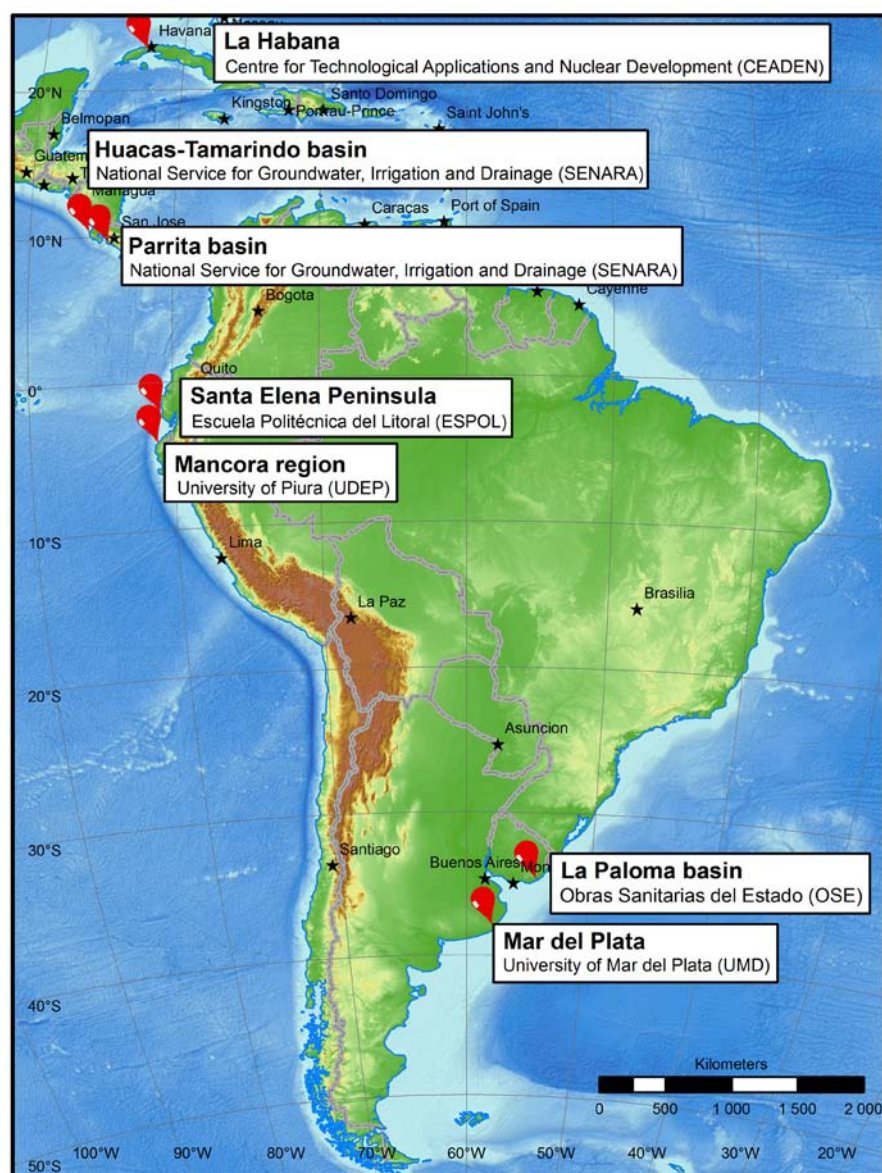 Havana
Nassau
La Habana
Centre for Technological Applications and Nuclear Development (CEADEN)
20°N
Santo Domingo
Kingston
Port-au-Prince
Saint John's
Belmopan
Guatem
Huacas-Tamarindo basin
National Service for Groundwater, Irrigation and Drainage (SENARA)
Managua
Caracas
Port of Spain
San Jose
10°N
Parrita basin
National Service for Groundwater, Irrigation and Drainage (SENARA)
Cayenne
Bogota
Quito
0°
Santa Elena Peninsula
Escuela Politécnica del Litoral (ESPOL)
Mancora region
University of Piura (UDEP)
10°S
Lima
La Paz
Brasilia
20°S
Asuncion
30°S
Santiago
Buenos Aires
Mon
La Paloma basin
Obras Sanitarias del Estado (OSE)
Mar del Plata
University of Mar del Plata (UMD)
40°S
Kilometers
0 500 1 000 1 500 2 000
50°S
100°W 90°W 80°W 70°W 60°W 50°W 40°W 30°W 20°W